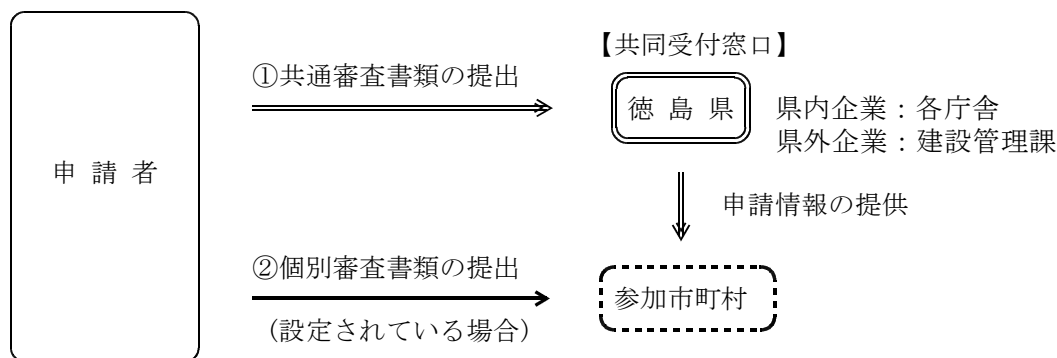 【共同受付窓口】
①共通審査書類の提出
徳島県
県内企業：各庁舎
県外企業：建設管理課
申請者
申請情報の提供
②個別審査書類の提出
参加市町村
（設定されている場合）